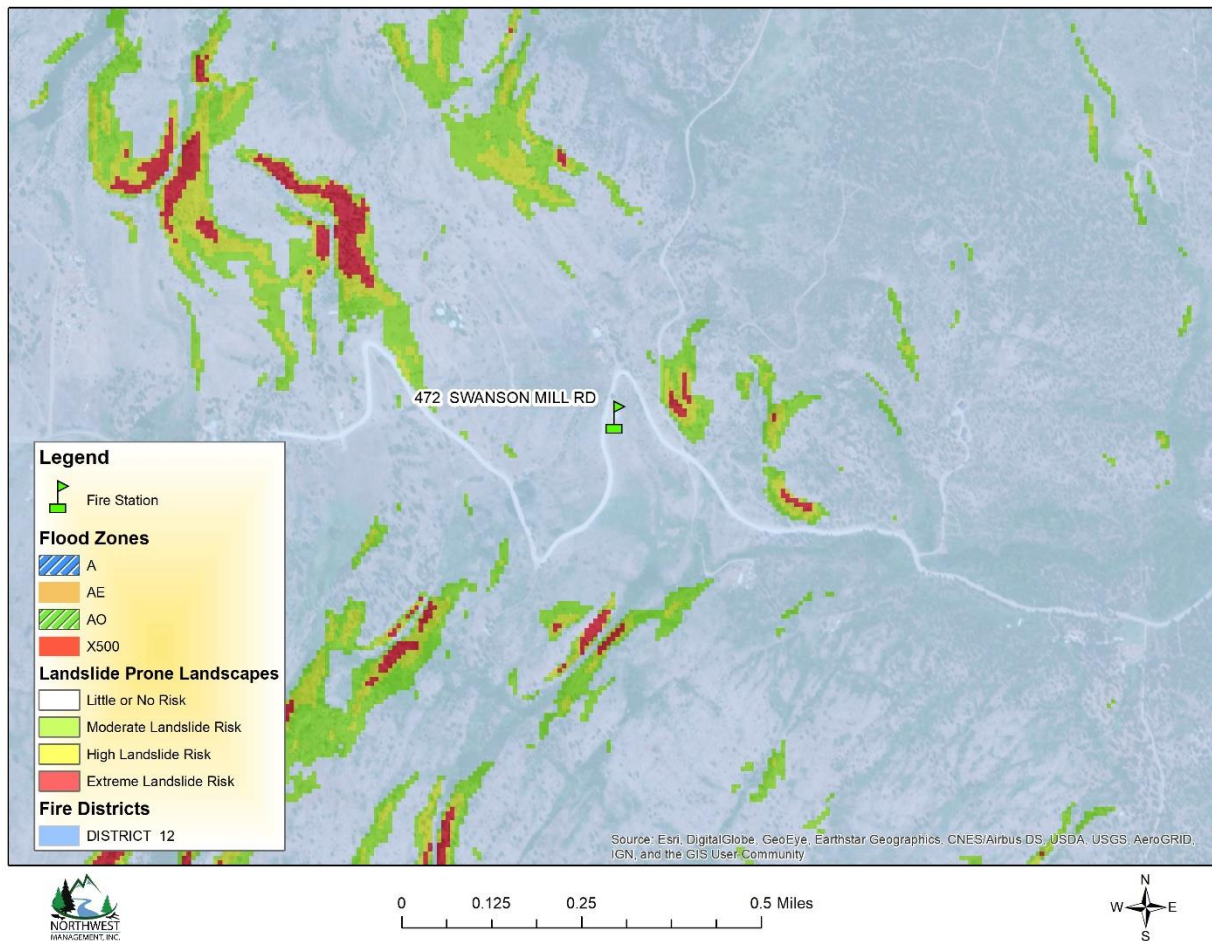 472 SWANSON MILL RD
Legend
Fire Station
Flood Zones
A
AE
AO
X500
Landslide Prone Landscapes
Little or No Risk
Moderate Landslide Risk
High Landslide Risk
Extreme Landslide Risk
Fire Districts
DISTRICT 12
Source: Esri, DigitalGlobe, GeoEye, Earthstar Geographics, CNES/Airbus DS, USDA, USGS, AeroGRID,
IGN, and the GIS User Community
NORTHWEST
MANAGEMENT, INC.
0 0.125 0.25 0.5 Miles
N
W E
S